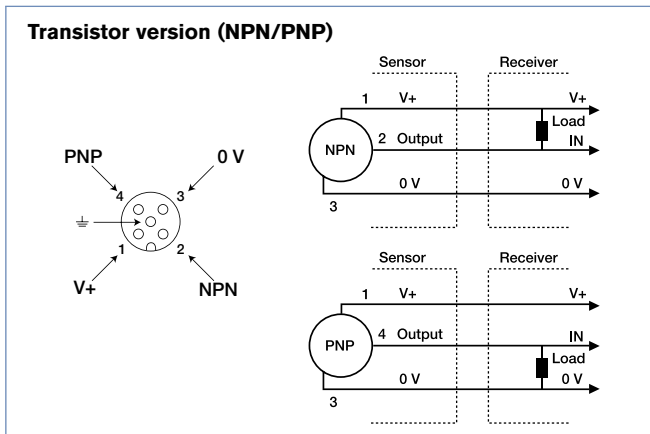 Transistor version (NPN/PNP)
PNP
0 V
4
3
1
2
V+
NPN
Sensor
Receiver
1 V+
V+
Load
NPN
2 Output
IN
0 V
0 V
3
Sensor
Receiver
1 V+
V+
PNP
4 Output
IN
Load
0 V
0 V
3